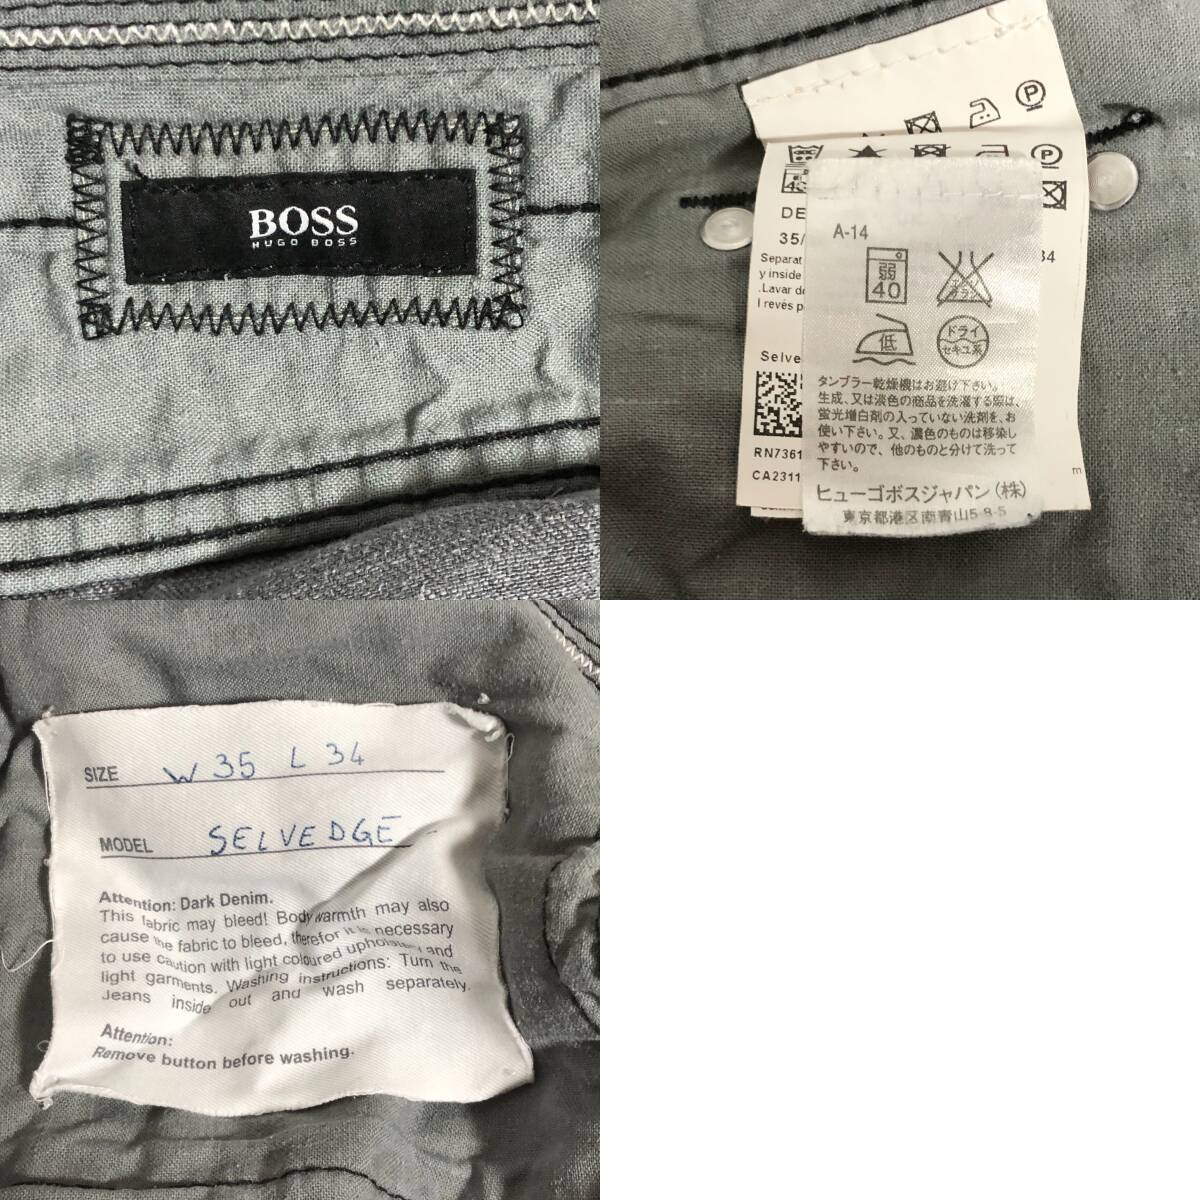 BOSS
HUGO BOSS
DE
35/
34
Separat
y inside
.Lavar
l revés p
Selve
RN7361
CA2311
m
A-14
弱
40
ドライ
セキユ系
低
タンブラー乾燥機はお避け下さい。
生成、又は淡色の商品を洗濯する際は、
蛍光増白剤の入っていない洗剤を、お
使い下さい。又、濃色のものは移染し
やすいので、他のものと分けて洗って
下さい。
ヒューゴボスジャパン(株)
東京都港区南青山5-8-5
SIZE W 35 L 34
MODEL SELVEDGE
Attention: Dark Denim.
This fabric may bleed! Body warmth may also
cause the fabric to bleed, therefor it is necessary
to use caution with light coloured upholstery and
light garments. Washing instructions: Turn the
Jeans inside out and wash separately.
Attention:
Remove button before washing.